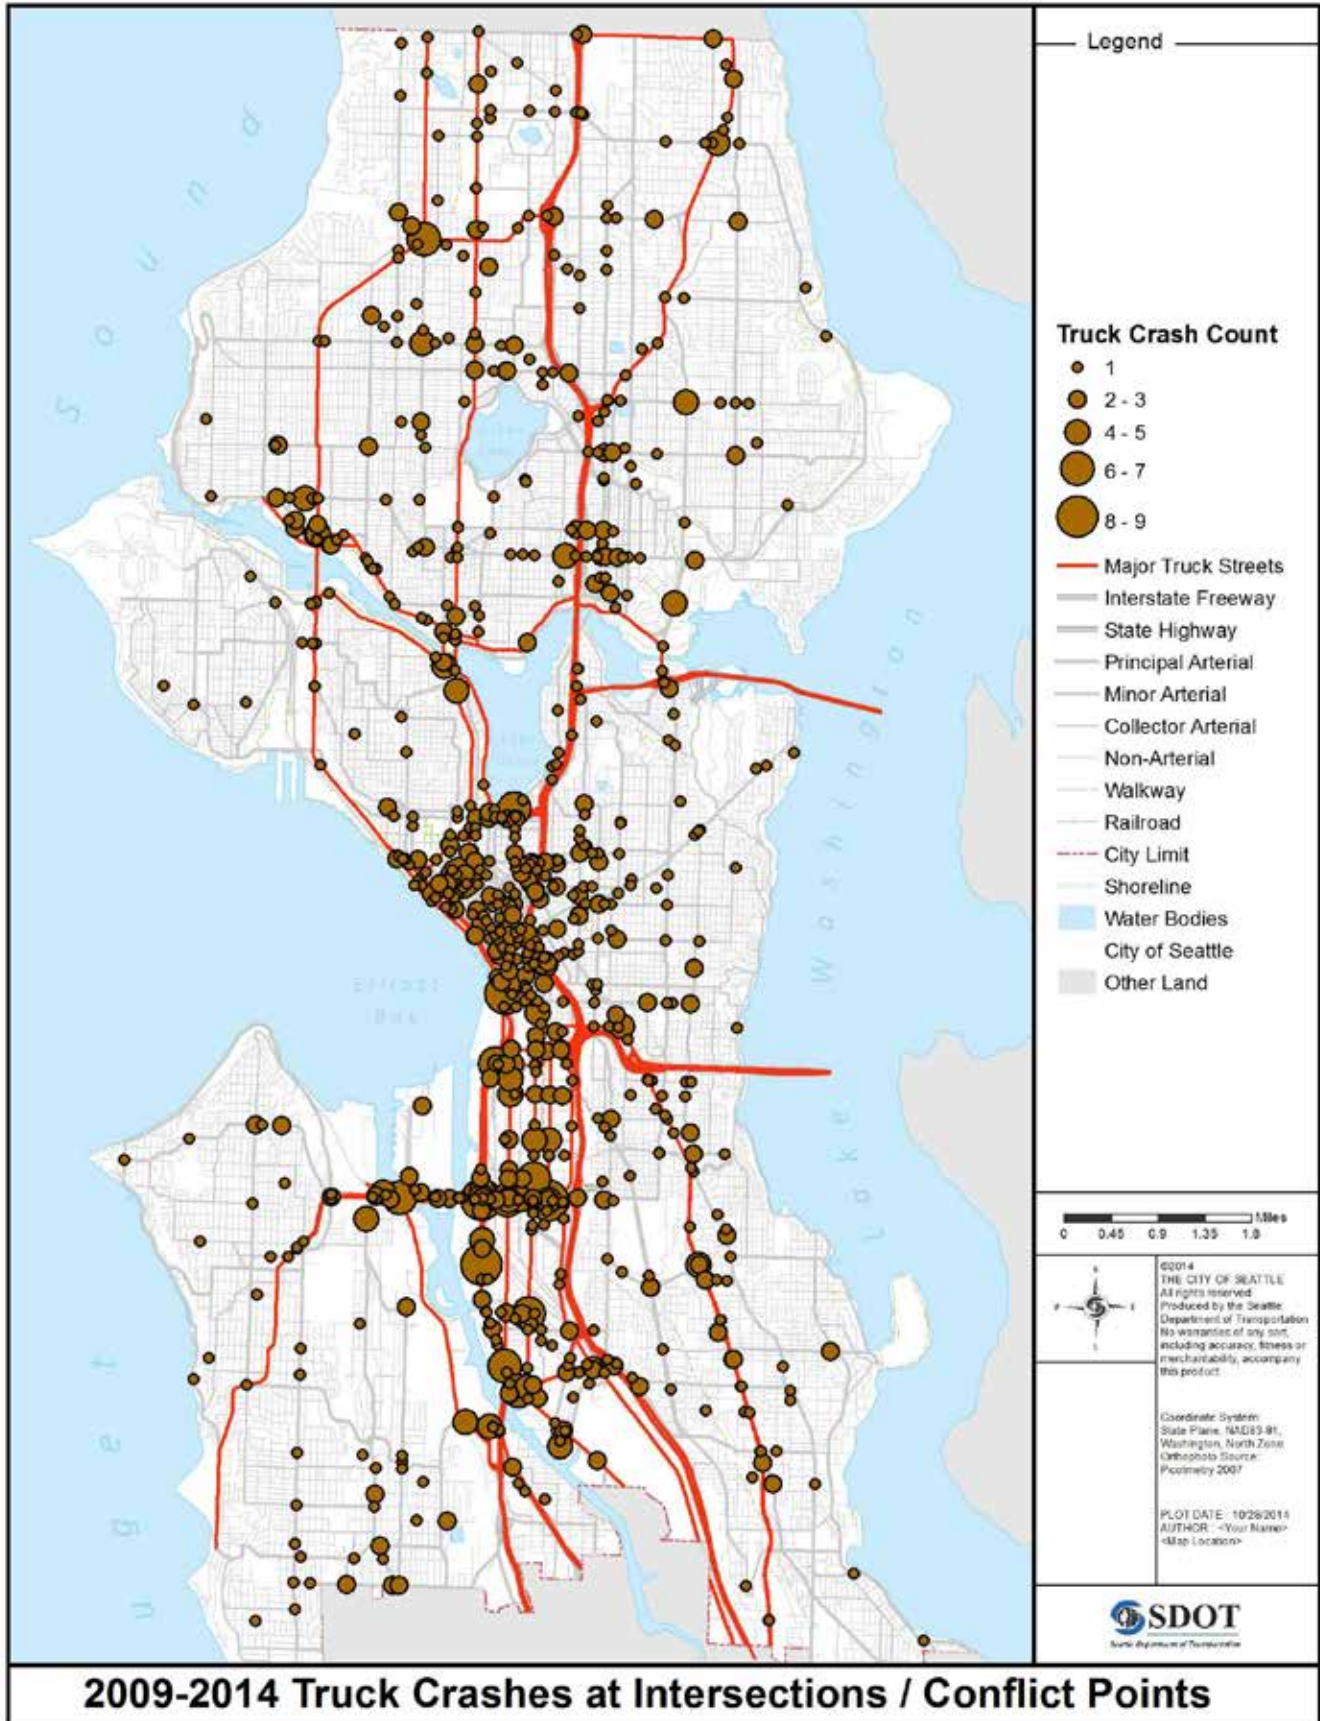 Legend
Truck Crash Count
1
2 - 3
4 - 5
6 - 7
8 - 9
Major Truck Streets
Interstate Freeway
State Highway
Principal Arterial
Minor Arterial
Collector Arterial
Non-Arterial
Walkway
Railroad
City Limit
Shoreline
Water Bodies
City of Seattle
Other Land
Miles
0 0.45 0.9 1.35 1.8
©2014
THE CITY OF SEATTLE
All rights reserved
Produced by the Seattle
Department of Transportation
No warranties of any sort,
including accuracy, fitness or
merchantability, accompany
this product.
Coordinate System:
State Plane, NAD83-91,
Washington, North Zone
Orthophoto Source:
Pictometry 2007
PLOT DATE : 10/28/2014
AUTHOR : <Your Name>
<Map Location>
SDOT
Seattle Department of Transportation
Puget Sound
Lake Washington
Elliott
Bay
2009-2014 Truck Crashes at Intersections / Conflict Points